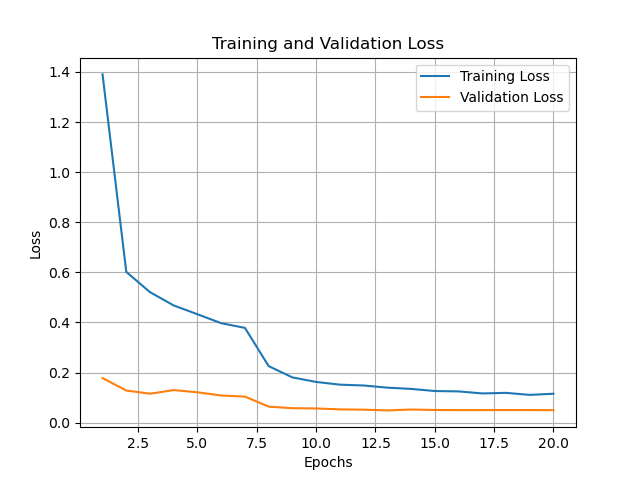 Training and Validation Loss
Training Loss
Validation Loss
Loss
1.4
1.2
1.0
0.8
0.6
0.4
0.2
0.0
2.5 5.0 7.5 10.0 12.5 15.0 17.5 20.0
Epochs